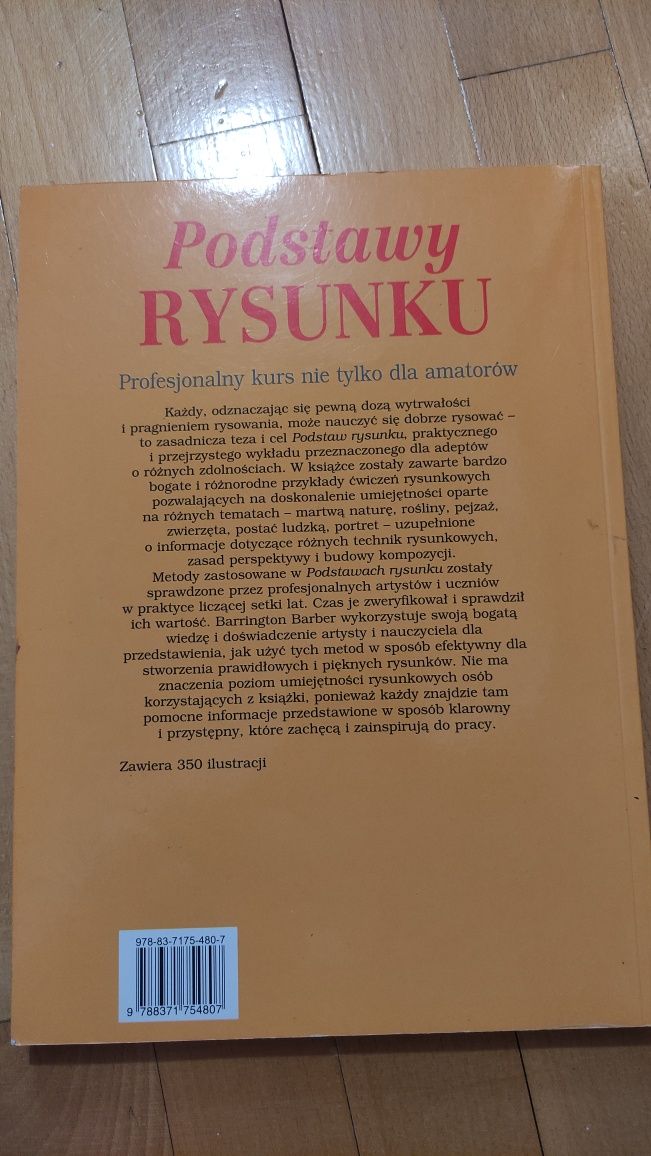 Podstawy
RYSUNKU
Profesjonalny kurs nie tylko dla amatorów
Każdy, odznaczając się pewną dozą wytrwałości
i pragnieniem rysowania, może nauczyć się dobrze rysować –
to zasadnicza teza i cel Podstaw rysunku, praktycznego
i przejrzystego wykładu przeznaczonego dla adeptów
o różnych zdolnościach. W książce zostały zawarte bardzo
bogate i różnorodne przykłady ćwiczeń rysunkowych
pozwalających na doskonalenie umiejętności oparte
na różnych tematach – martwą naturę, rośliny, pejzaż,
zwierzęta, postać ludzką, portret – uzupełnione
o informacje dotyczące różnych technik rysunkowych,
zasad perspektywy i budowy kompozycji.
Metody zastosowane w Podstawach rysunku zostały
sprawdzone przez profesjonalnych artystów i uczniów
w praktyce liczącej setki lat. Czas je zweryfikował i sprawdził
ich wartość. Barrington Barber wykorzystuje swoją bogatą
wiedzę i doświadczenie artysty i nauczyciela dla
przedstawienia, jak użyć tych metod w sposób efektywny dla
stworzenia prawidłowych i pięknych rysunków. Nie ma
znaczenia poziom umiejętności rysunkowych osób
korzystających z książki, ponieważ każdy znajdzie tam
pomocne informacje przedstawione w sposób klarowny
i przystępny, które zachęcą i zainspirują do pracy.
Zawiera 350 ilustracji
978-83-7175-480-7
9 788371 754807